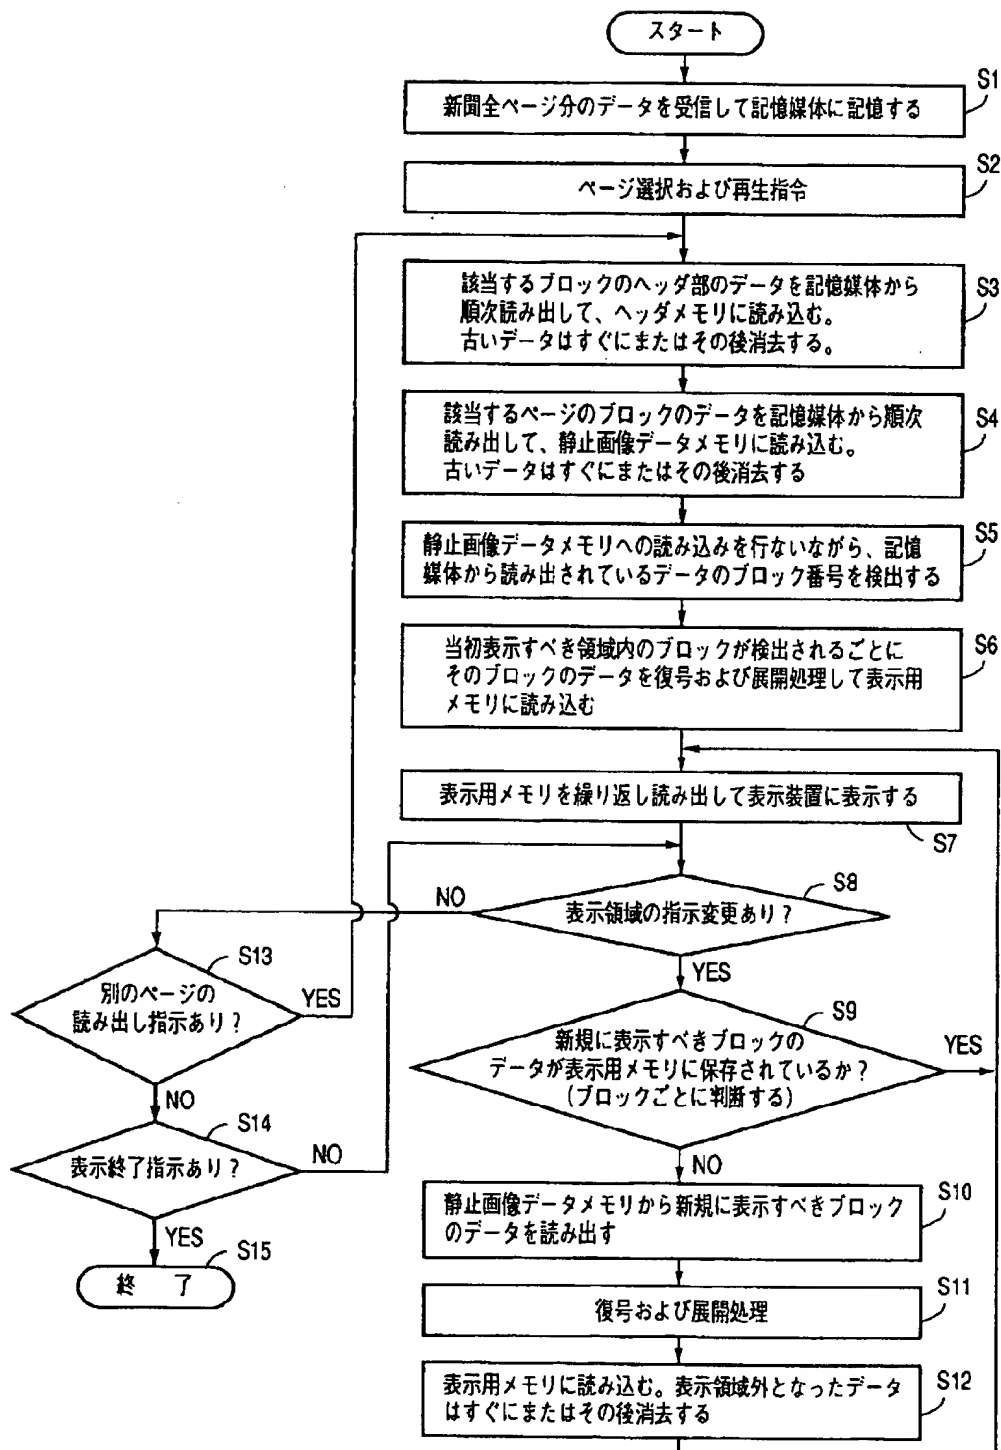 スタート
S1
新聞全ページ分のデータを受信して記憶媒体に記憶する
S2
ページ選択および再生指令
S3
該当するブロックのヘッダ部のデータを記憶媒体から
順次読み出して、ヘッダメモリに読み込む。
古いデータはすぐにまたはその後消去する。
S4
該当するページのブロックのデータを記憶媒体から順次
読み出して、静止画像データメモリに読み込む。
古いデータはすぐにまたはその後消去する
S5
静止画像データメモリへの読み込みを行ないながら、記憶
媒体から読み出されているデータのブロック番号を検出する
S6
当初表示すべき領域内のブロックが検出されるごとに
そのブロックのデータを復号および展開処理して表示用
メモリに読み込む
表示用メモリを繰り返し読み出して表示装置に表示する
S7
S8
NO
表示領域の指示変更あり?
YES
S13
別のページの
読み出し指示あり?
YES
NO
S9
新規に表示すべきブロックの
データが表示用メモリに保存されているか?
(ブロックごとに判断する)
YES
NO
S14
表示終了指示あり?
NO
YES
S15
終 了
S10
静止画像データメモリから新規に表示すべきブロック
のデータを読み出す
S11
復号および展開処理
S12
表示用メモリに読み込む。表示領域外となったデータ
はすぐにまたはその後消去する